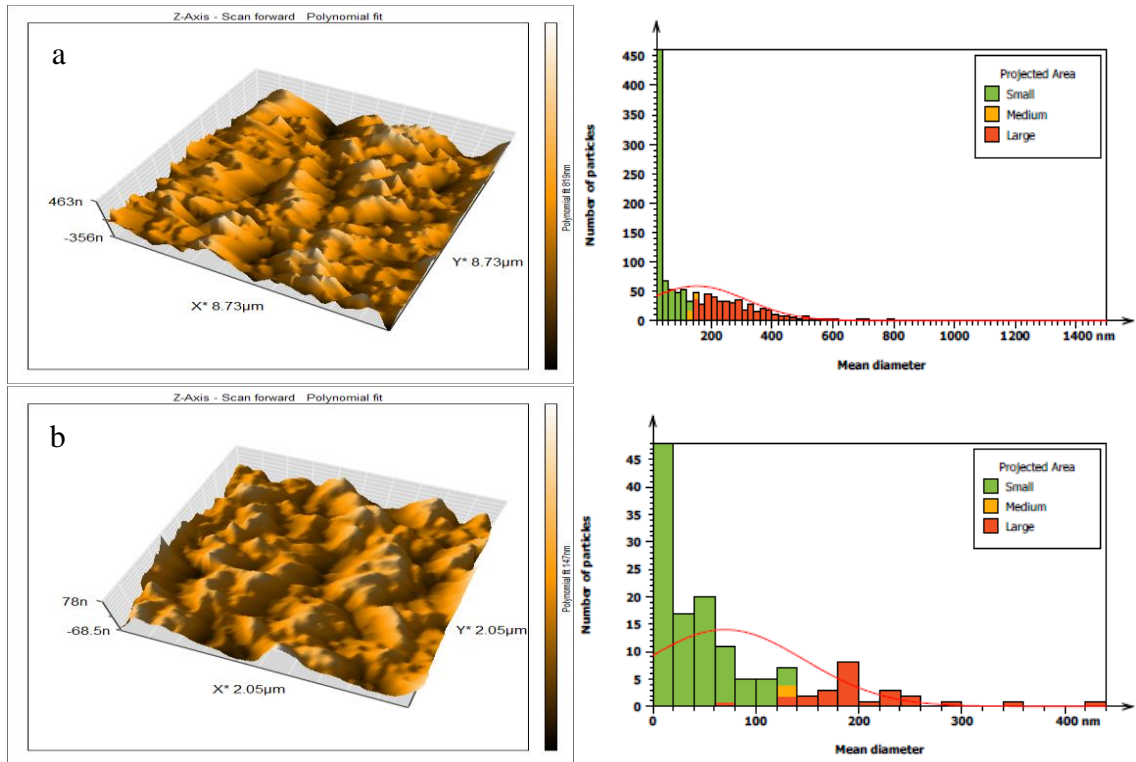 Z-Axis - Scan forward Polynomial fit
a
463n
-356n
X* 8.73µm
Y* 8.73µm
Polynomial fit 819nm
Number of particles
450
400
350
300
250
200
150
100
50
0
200
400
600
800
1000
1200
1400 nm
Mean diameter
Projected Area
Small
Medium
Large
Z-Axis - Scan forward Polynomial fit
b
78n
-68.5n
X* 2.05µm
Y* 2.05µm
Polynomial fit 147nm
Number of particles
45
40
35
30
25
20
15
10
5
0
0
100
200
300
400 nm
Mean diameter
Projected Area
Small
Medium
Large